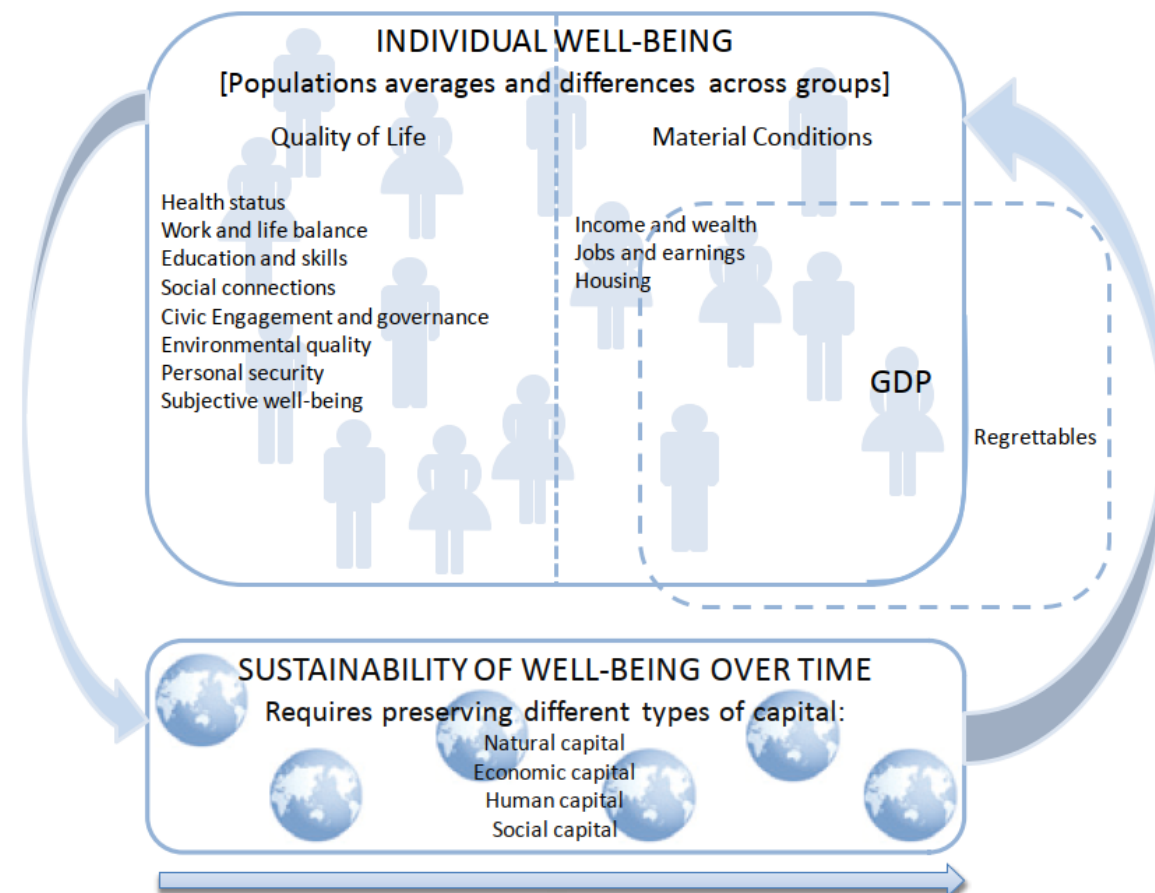 INDIVIDUAL WELL-BEING
[Populations averages and differences across groups]
Quality of Life
Material Conditions
Health status
Work and life balance
Education and skills
Social connections
Civic Engagement and governance
Environmental quality
Personal security
Subjective well-being
Income and wealth
Jobs and earnings
Housing
GDP
Regrettables
SUSTAINABILITY OF WELL-BEING OVER TIME
Requires preserving different types of capital:
Natural capital
Economic capital
Human capital
Social capital